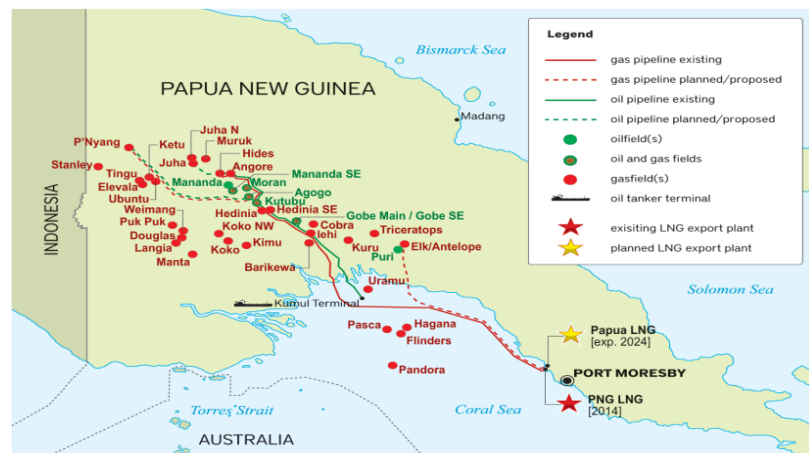 Bismarck Sea
PAPUA NEW GUINEA
Madang
Legend
gas pipeline existing
gas pipeline planned/proposed
oil pipeline existing
oil pipeline planned/proposed
oilfield(s)
oil and gas fields
gasfield(s)
oil tanker terminal
exisiting LNG export plant
planned LNG export plant
P'Nyang
Stanley
Tingu
Elevala
Ubuntu
Ketu
Juha N
Muruk
Juha
Hides
Angore
Mananda SE
Mananda
Moran
Agogo
Kutubu
Hedinia
Hedinia SE
Gobe Main / Gobe SE
Weimang
Puk Puk
Douglas
Langia
Manta
Koko NW
Koko
Kimu
Barikewa
Cobra
Iehi
Kuru
Triceratops
Elk/Antelope
Puri
INDONESIA
Uramu
Kumul Terminal
Pasca
Hagana
Flinders
Pandora
Solomon Sea
Papua LNG
[exp. 2024]
PORT MORESBY
PNG LNG
[2014]
Torres Strait
Coral Sea
AUSTRALIA